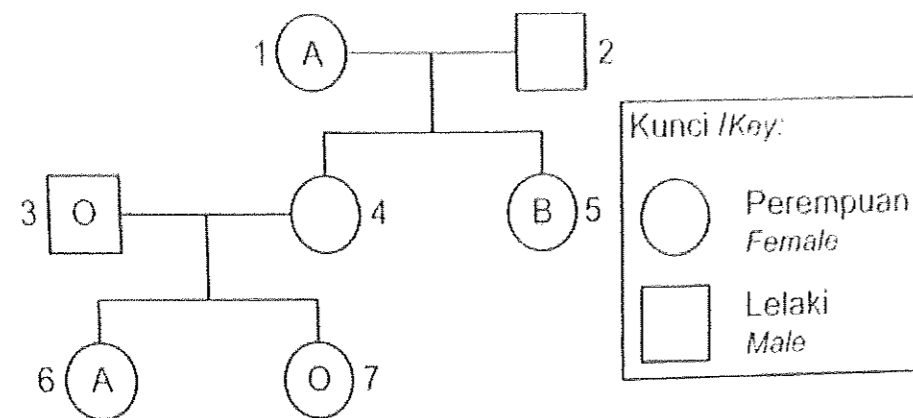 1 A 2
Kunci /Key:
3 O 4 B 5
Perempuan
Female
Lelaki
Male
6 A O 7